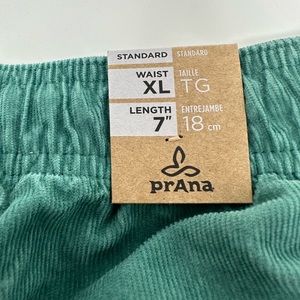 STANDARD STANDARD
WAIST TAILLE
XL TG
LENGTH ENTREJAMBE
7" 18 cm
prAna